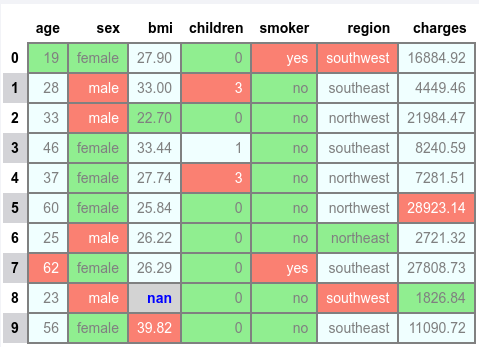 age sex bmi children smoker region charges
0 19 female 27.90 0 yes southwest 16884.92
1 28 male 33.00 3 no southeast 4449.46
2 33 male 22.70 0 no northwest 21984.47
3 46 female 33.44 1 no southeast 8240.59
4 37 female 27.74 3 no northwest 7281.51
5 60 female 25.84 0 no northwest 28923.14
6 25 male 26.22 0 no northeast 2721.32
7 62 female 26.29 0 yes southeast 27808.73
8 23 male nan 0 no southwest 1826.84
9 56 female 39.82 0 no southeast 11090.72